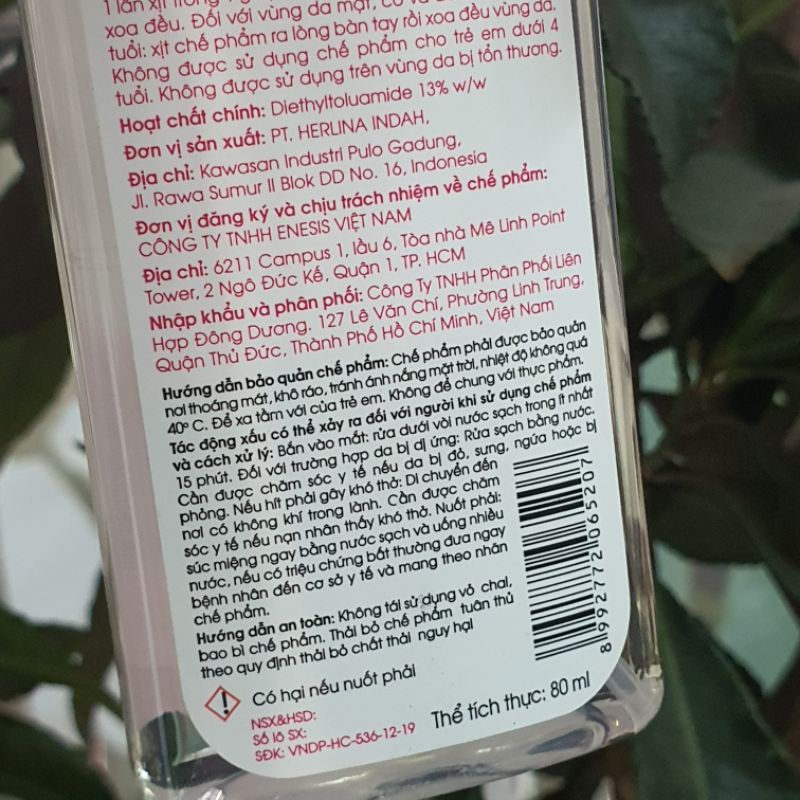 xoa đều. Đối với vùng da mặt, cổ và
tuổi: xịt chế phẩm ra lòng bàn tay rồi xoa đều vùng da.
Không được sử dụng chế phẩm cho trẻ em dưới 4
tuổi. Không được sử dụng trên vùng da bị tổn thương.
Hoạt chất chính: Diethyltoluamide 13% w/w
Đơn vị sản xuất: PT. HERLINA INDAH,
Địa chỉ: Kawasan Industri Pulo Gadung,
Jl. Rawa Sumur II Blok DD No. 16, Indonesia
Đơn vị đăng ký và chịu trách nhiệm về chế phẩm:
CÔNG TY TNHH ENESIS VIỆT NAM
Địa chỉ: 6211 Campus 1, lầu 6, Tòa nhà Mê Linh Point
Tower, 2 Ngô Đức Kế, Quận 1, TP. HCM
Nhập khẩu và phân phối: Công Ty TNHH Phân Phối Liên
Hợp Đông Dương. 127 Lê Văn Chí, Phường Linh Trung,
Quận Thủ Đức, Thành Phố Hồ Chí Minh, Việt Nam
Hướng dẫn bảo quản chế phẩm: Chế phẩm phải được bảo quản
nơi thoáng mát, khô ráo, tránh ánh nắng mặt trời, nhiệt độ không quá
40º C. Để xa tầm với của trẻ em. Không để chung với thực phẩm.
Tác động xấu có thể xảy ra đối với người khi sử dụng chế phẩm
và cách xử lý: Bắn vào mắt: rửa dưới vòi nước sạch trong ít nhất
15 phút. Đối với trường hợp da bị dị ứng: Rửa sạch bằng nước.
Cần được chăm sóc y tế nếu da bị đỏ, sưng, ngứa hoặc bị
phỏng. Nếu hít phải gây khó thở: Di chuyển đến
nơi có không khí trong lành. Cần được chăm
sóc y tế nếu nạn nhân thấy khó thở. Nuốt phải:
súc miệng ngay bằng nước sạch và uống nhiều
nước, nếu có triệu chứng bất thường đưa ngay
bệnh nhân đến cơ sở y tế và mang theo nhãn
chế phẩm.
Hướng dẫn an toàn: Không tái sử dụng vỏ chai,
bao bì chế phẩm. Thải bỏ chế phẩm tuân thủ
theo quy định thải bỏ chất thải nguy hại
8992772065207
Có hại nếu nuốt phải
NSX&HSD:
Số lô SX:
SĐK: VNDP-HC-536-12-19
Thể tích thực: 80 ml